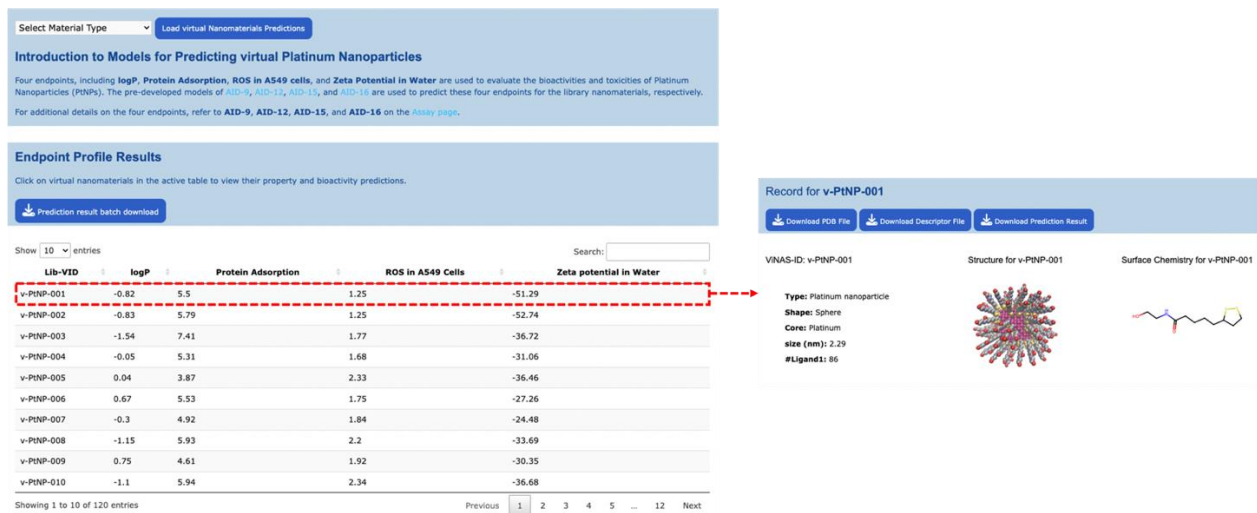 Select Material Type
Load virtual Nanomaterials Predictions
Introduction to Models for Predicting virtual Platinum Nanoparticles
Four endpoints, including logP, Protein Adsorption, ROS in A549 cells, and Zeta Potential in Water are used to evaluate the bioactivities and toxicities of Platinum
Nanoparticles (PtNPs). The pre-developed models of AID-9, AID-12, AID-15, and AID-16 are used to predict these four endpoints for the library nanomaterials, respectively.
For additional details on the four endpoints, refer to AID-9, AID-12, AID-15, and AID-16 on the Assay page.
Endpoint Profile Results
Click on virtual nanomaterials in the active table to view their property and bioactivity predictions.
Prediction result batch download
Show 10 entries
Search:
Lib-VID logP Protein Adsorption ROS in A549 Cells Zeta potential in Water
v-PtNP-001 -0.82 5.5 1.25 -51.29
v-PtNP-002 -0.83 5.79 1.25 -52.74
v-PtNP-003 -1.54 7.41 1.77 -36.72
v-PtNP-004 -0.05 5.31 1.68 -31.06
v-PtNP-005 0.04 3.87 2.33 -36.46
v-PtNP-006 0.67 5.53 1.75 -27.26
v-PtNP-007 -0.3 4.92 1.84 -24.48
v-PtNP-008 -1.15 5.93 2.2 -33.69
v-PtNP-009 0.75 4.61 1.92 -30.35
v-PtNP-010 -1.1 5.94 2.34 -36.68
Showing 1 to 10 of 120 entries
Previous 1 2 3 4 5 ... 12 Next
Record for v-PtNP-001
Download PDB File
Download Descriptor File
Download Prediction Result
ViNAS-ID: v-PtNP-001
Structure for v-PtNP-001
Surface Chemistry for v-PtNP-001
Type: Platinum nanoparticle
Shape: Sphere
Core: Platinum
size (nm): 2.29
#Ligand1: 86